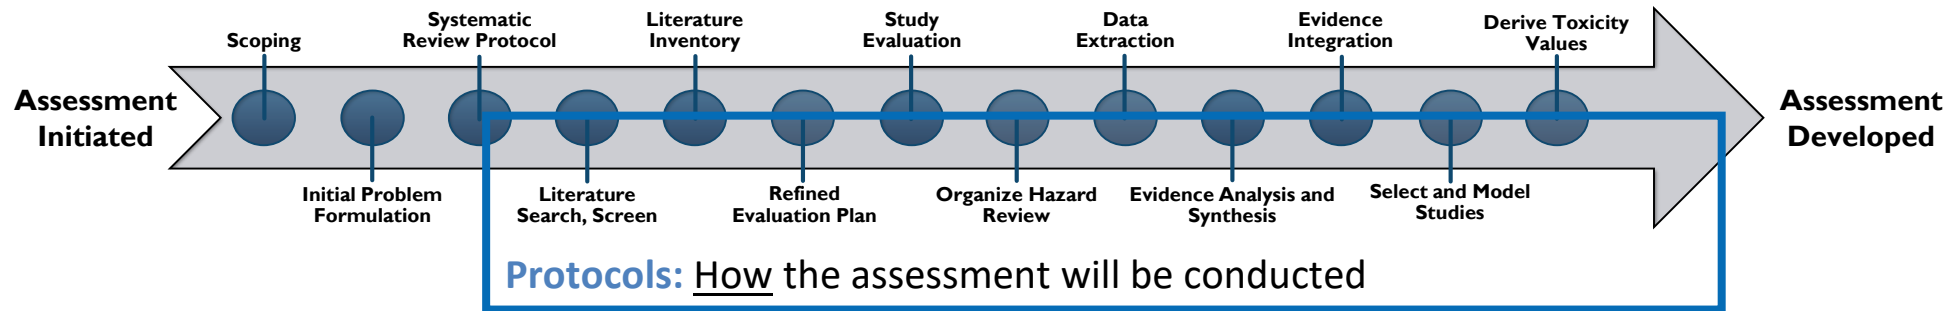 Assessment
Initiated
Scoping
Initial Problem
Formulation
Systematic
Review Protocol
Literature
Search, Screen
Literature
Inventory
Refined
Evaluation Plan
Study
Evaluation
Organize Hazard
Review
Data
Extraction
Evidence Analysis and
Synthesis
Evidence
Integration
Select and Model
Studies
Derive Toxicity
Values
Assessment
Developed
Protocols: How the assessment will be conducted